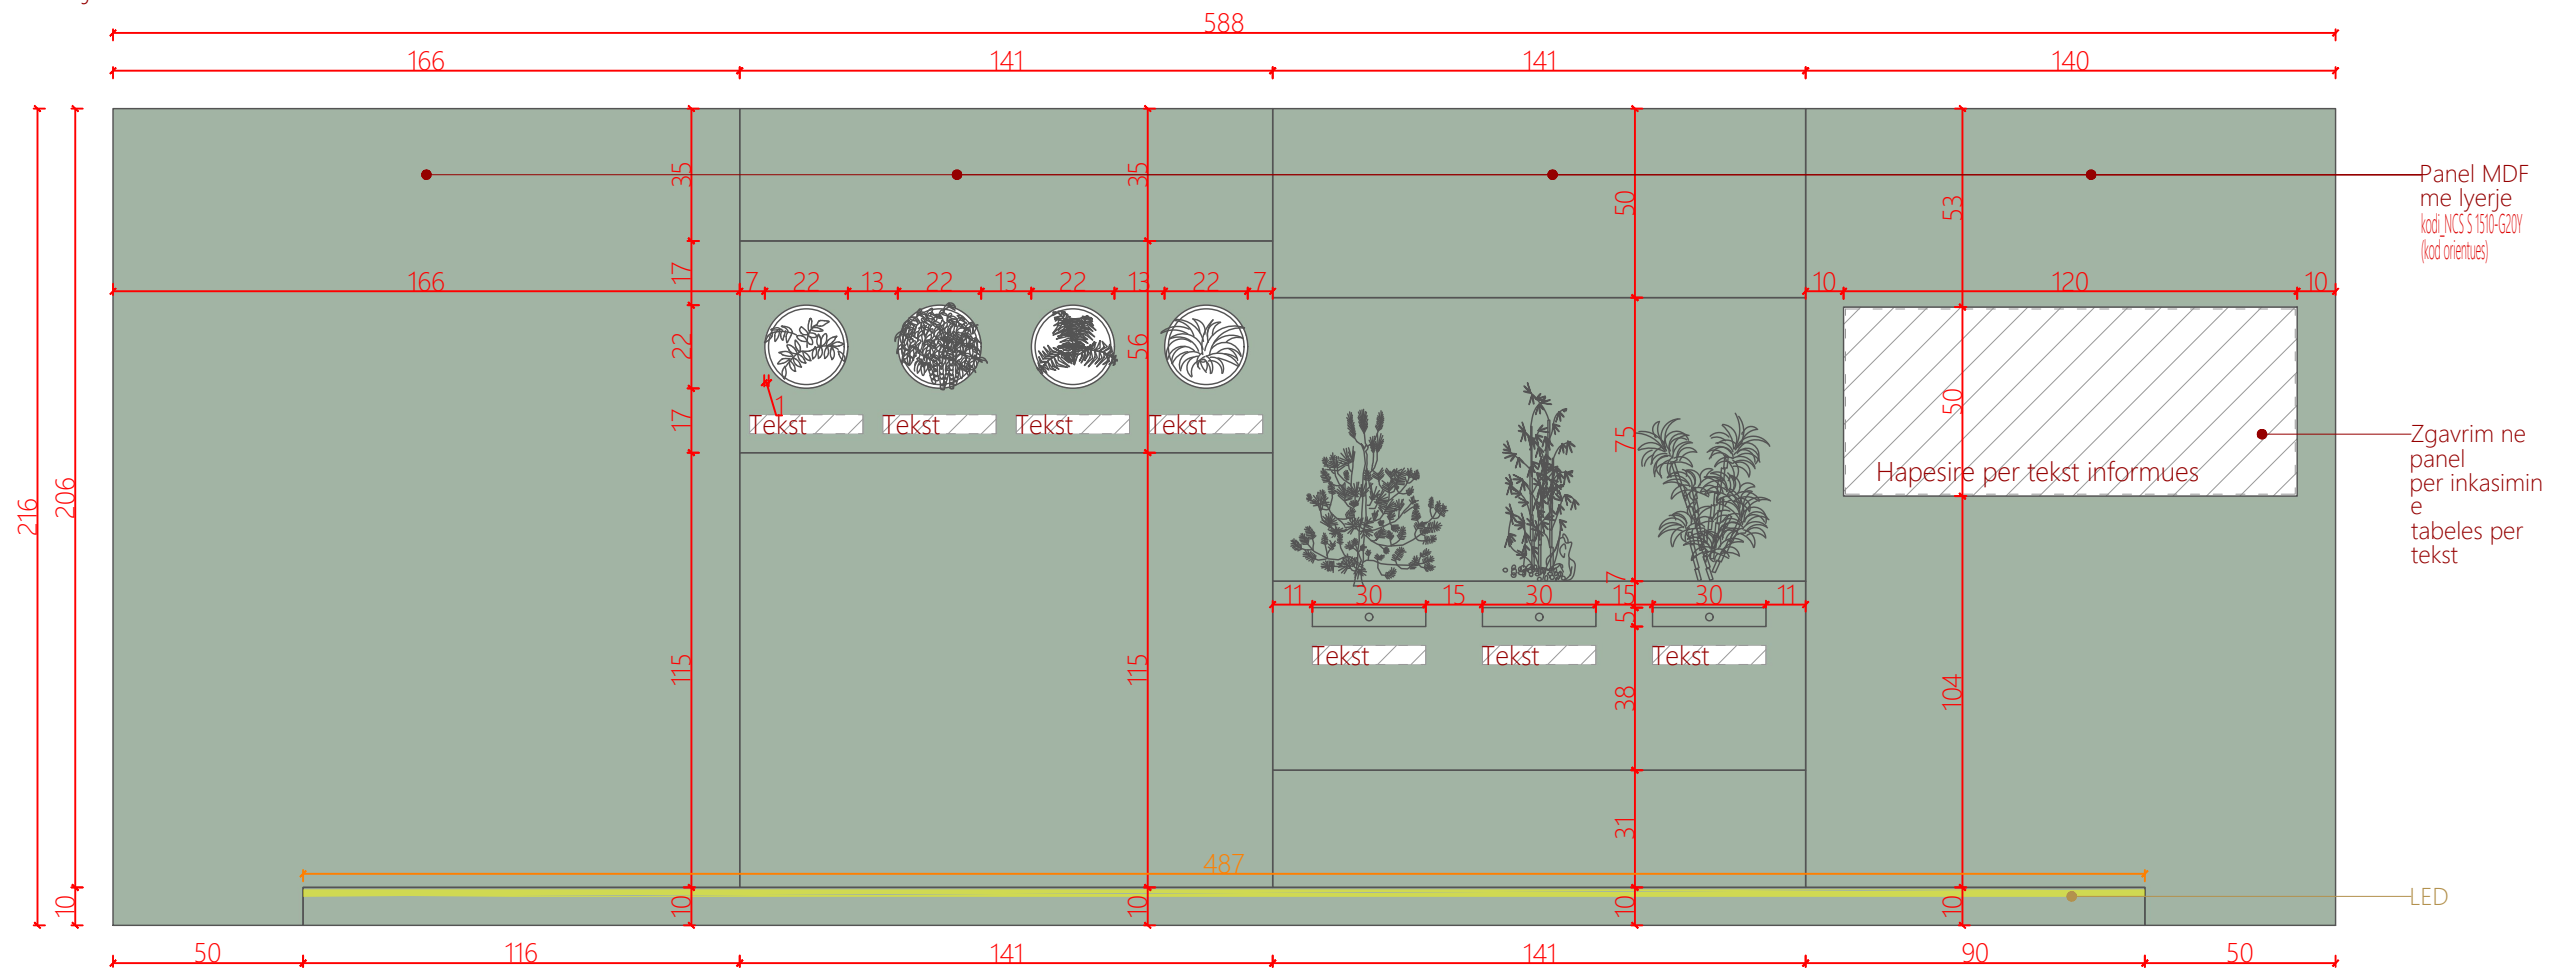 588
166 141 141 140
35 35 50 53
Panel MDF
me lyerje
kodi_NCS S 1510-G20Y
(kod orientues)
17
166 7 22 13 22 13 22 13 22 7 10 120 10
22 56 50
1
17 75
Tekst Tekst Tekst Tekst
Zgavrim ne
panel
per inkasimin
e
tabeles per
tekst
Hapesire per tekst informues
216 206
7
11 30 15 30 15 30 11
5
Tekst Tekst Tekst
115 115 38 104
31
487
10 10 10 10 10
LED
50 116 141 141 90 50